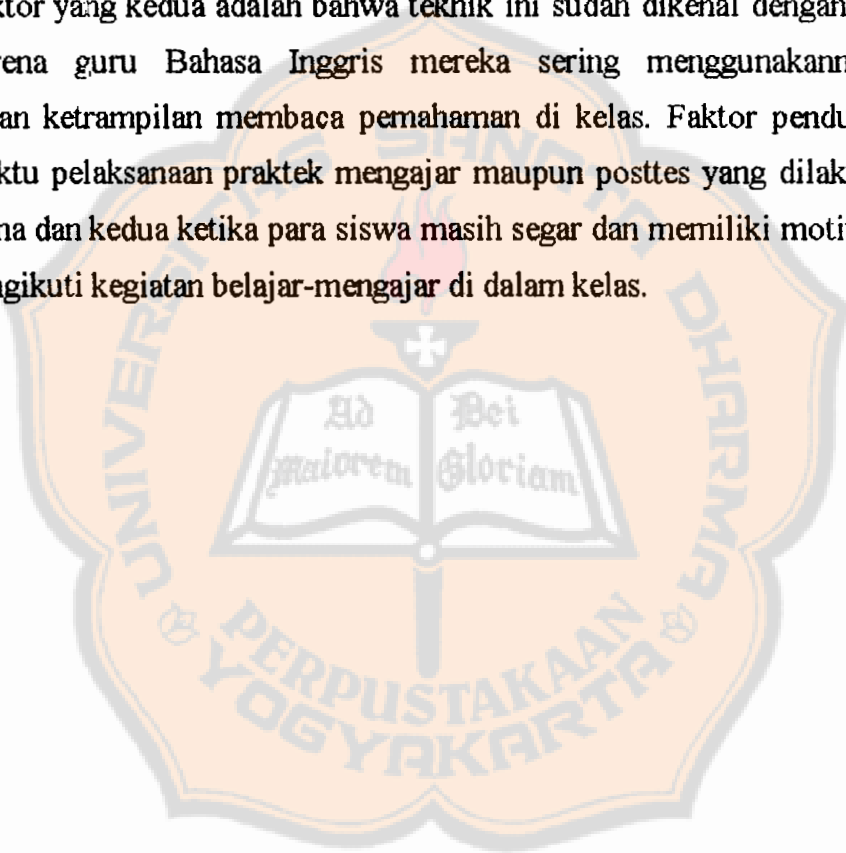 ktor yang kedua adalah bahwa teknik ini sudah dikenal dengan
rena guru Bahasa Inggris mereka sering menggunakann
an ketrampilan membaca pemahaman di kelas. Faktor pendu
ktu pelaksanaan praktek mengajar maupun posttes yang dilak
na dan kedua ketika para siswa masih segar dan memiliki motiv
ngikuti kegiatan belajar-mengajar di dalam kelas.
UNIVERSITAS SANATA DHARMA
Ad Dei
Maiorem Gloriam
PERPUSTAKAAN
YOGYAKARTA